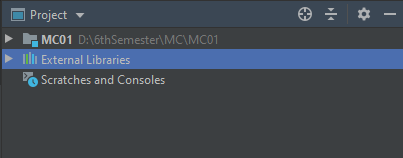 Project
MC01 D:\6thSemester\MC\MC01
External Libraries
Scratches and Consoles